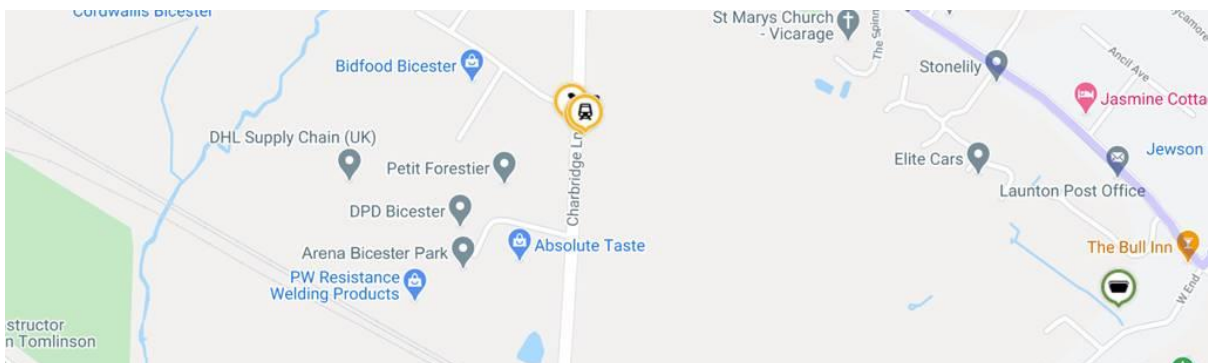 Cordwallis Bicester
St Marys Church
- Vicarage
The Spinn
ycamore
Bidfood Bicester
Stonelily
Ancil Ave
Jasmine Cotta
DHL Supply Chain (UK)
Petit Forestier
Charbridge Ln
Elite Cars
Jewson
Launton Post Office
DPD Bicester
Arena Bicester Park
Absolute Taste
The Bull Inn
PW Resistance
Welding Products
W End
structor
n Tomlinson